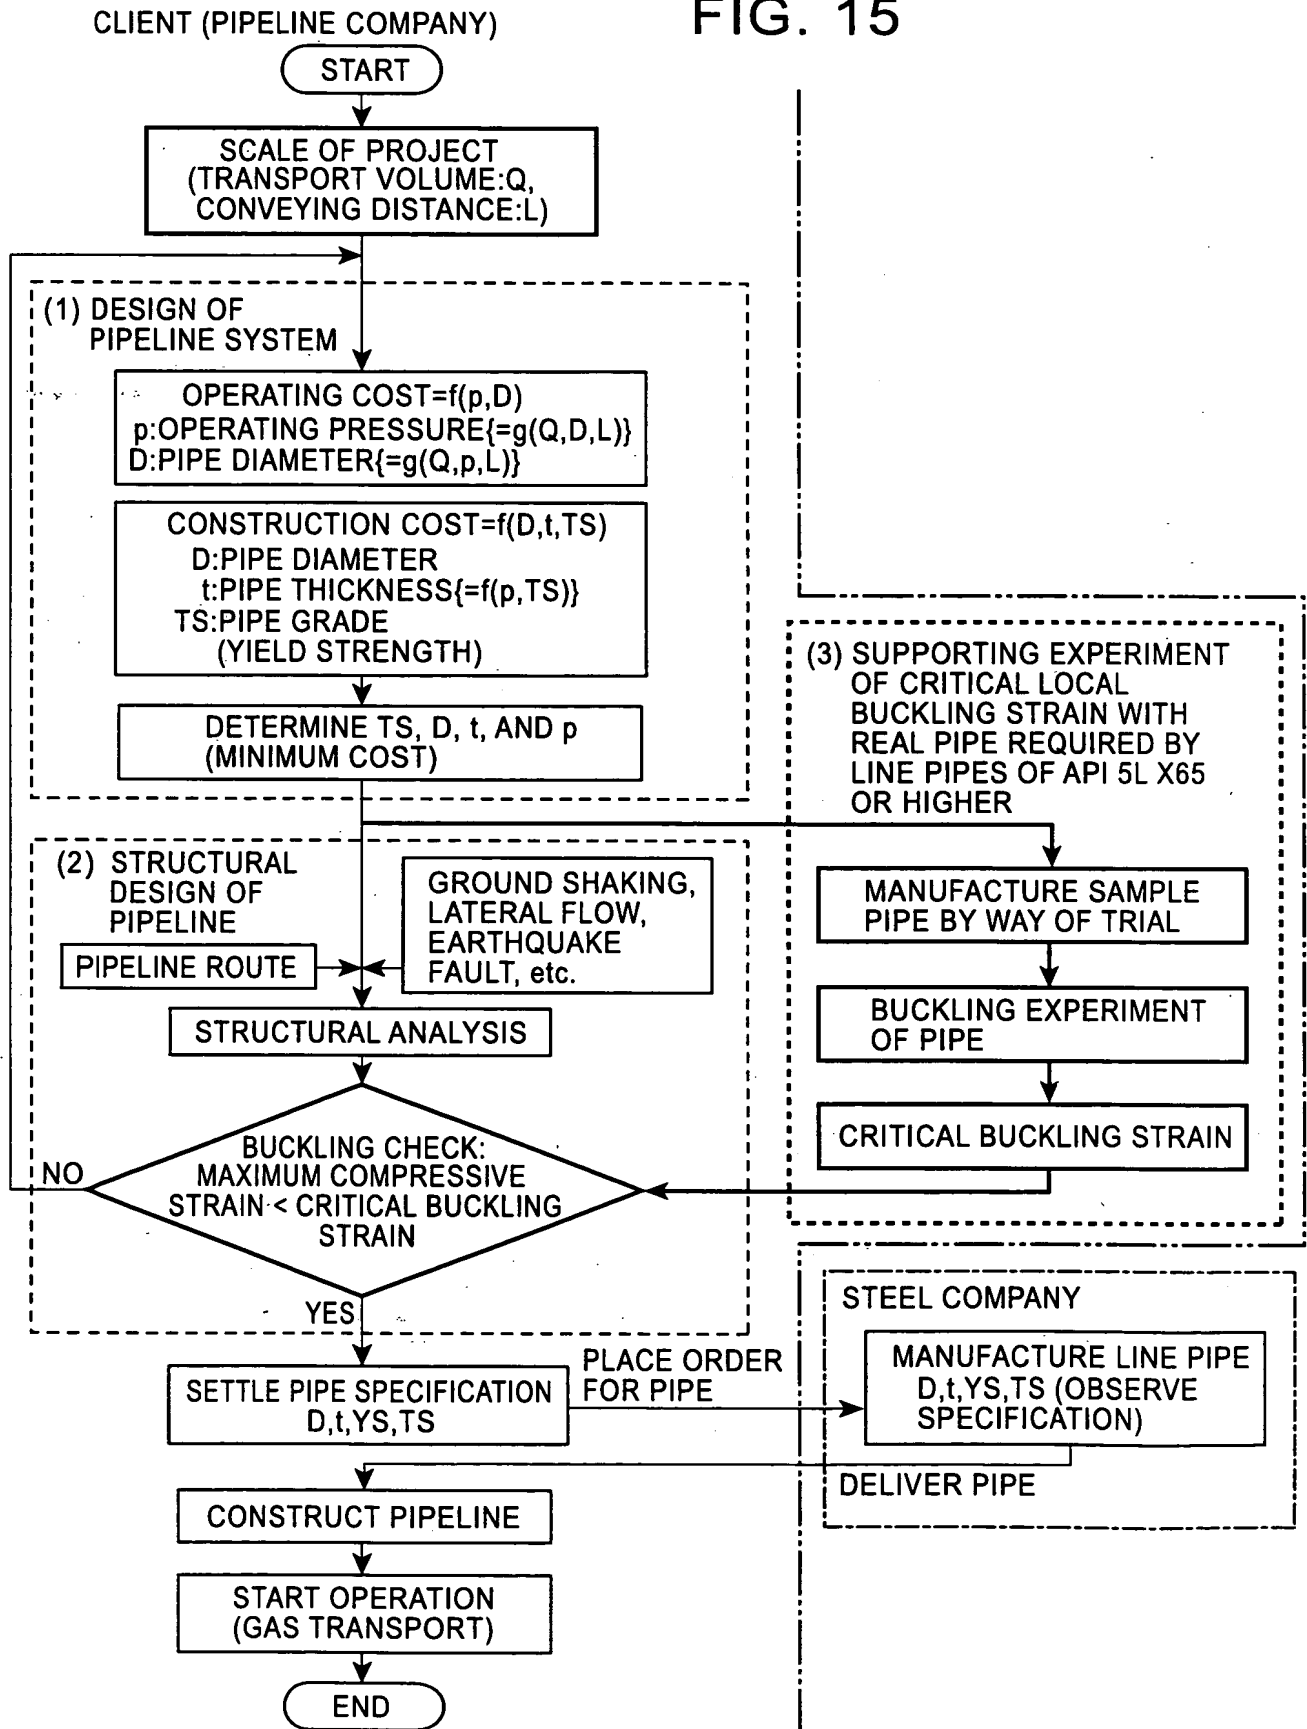 CLIENT (PIPELINE COMPANY)
FIG. 15
START
SCALE OF PROJECT
(TRANSPORT VOLUME:Q,
CONVEYING DISTANCE:L)
(1) DESIGN OF
PIPELINE SYSTEM
OPERATING COST=f(p,D)
p:OPERATING PRESSURE{=g(Q,D,L)}
D:PIPE DIAMETER{=g(Q,p,L)}
CONSTRUCTION COST=f(D,t,TS)
D:PIPE DIAMETER
t:PIPE THICKNESS{=f(p,TS)}
TS:PIPE GRADE
(YIELD STRENGTH)
DETERMINE TS, D, t, AND p
(MINIMUM COST)
(3) SUPPORTING EXPERIMENT
OF CRITICAL LOCAL
BUCKLING STRAIN WITH
REAL PIPE REQUIRED BY
LINE PIPES OF API 5L X65
OR HIGHER
MANUFACTURE SAMPLE
PIPE BY WAY OF TRIAL
BUCKLING EXPERIMENT
OF PIPE
CRITICAL BUCKLING STRAIN
(2) STRUCTURAL
DESIGN OF
PIPELINE
GROUND SHAKING,
LATERAL FLOW,
EARTHQUAKE
FAULT, etc.
PIPELINE ROUTE
STRUCTURAL ANALYSIS
BUCKLING CHECK:
MAXIMUM COMPRESSIVE
STRAIN < CRITICAL BUCKLING
STRAIN
NO
YES
SETTLE PIPE SPECIFICATION
D,t,YS,TS
PLACE ORDER
FOR PIPE
STEEL COMPANY
MANUFACTURE LINE PIPE
D,t,YS,TS (OBSERVE
SPECIFICATION)
DELIVER PIPE
CONSTRUCT PIPELINE
START OPERATION
(GAS TRANSPORT)
END